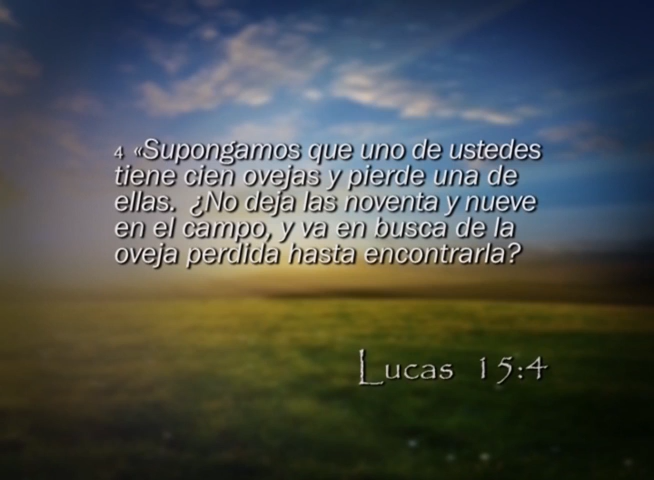 4 «Supongamos que uno de ustedes
tiene cien ovejas y pierde una de
ellas. ¿No deja las noventa y nueve
en el campo, y va en busca de la
oveja perdida hasta encontrarla?
Lucas 15:4